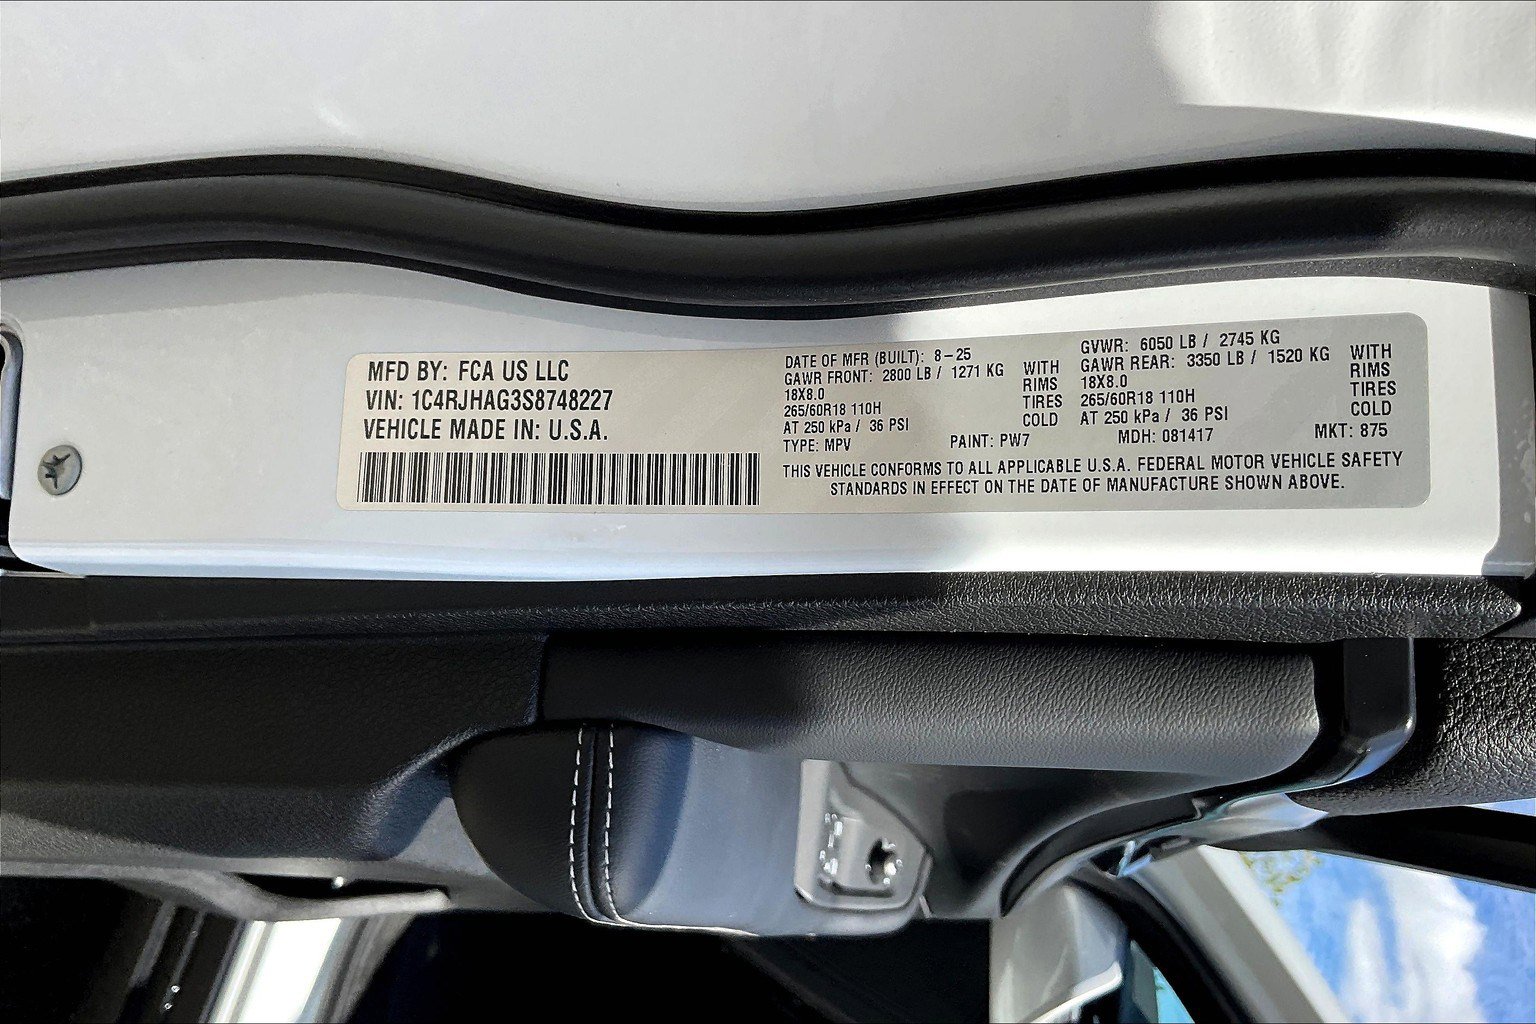 MFD BY: FCA US LLC
VIN: 1C4RJHAG3S8748227
VEHICLE MADE IN: U.S.A.
DATE OF MFR (BUILT): 8-25
GAWR FRONT: 2800 LB / 1271 KG WITH
18X8.0 RIMS
265/60R18 110H TIRES
AT 250 kPa / 36 PSI COLD
GVWR: 6050 LB / 2745 KG
GAWR REAR: 3350 LB / 1520 KG WITH
18X8.0 RIMS
265/60R18 110H TIRES
AT 250 kPa / 36 PSI COLD
TYPE: MPV PAINT: PW7 MDH: 081417 MKT: 875
THIS VEHICLE CONFORMS TO ALL APPLICABLE U.S.A. FEDERAL MOTOR VEHICLE SAFETY
STANDARDS IN EFFECT ON THE DATE OF MANUFACTURE SHOWN ABOVE.